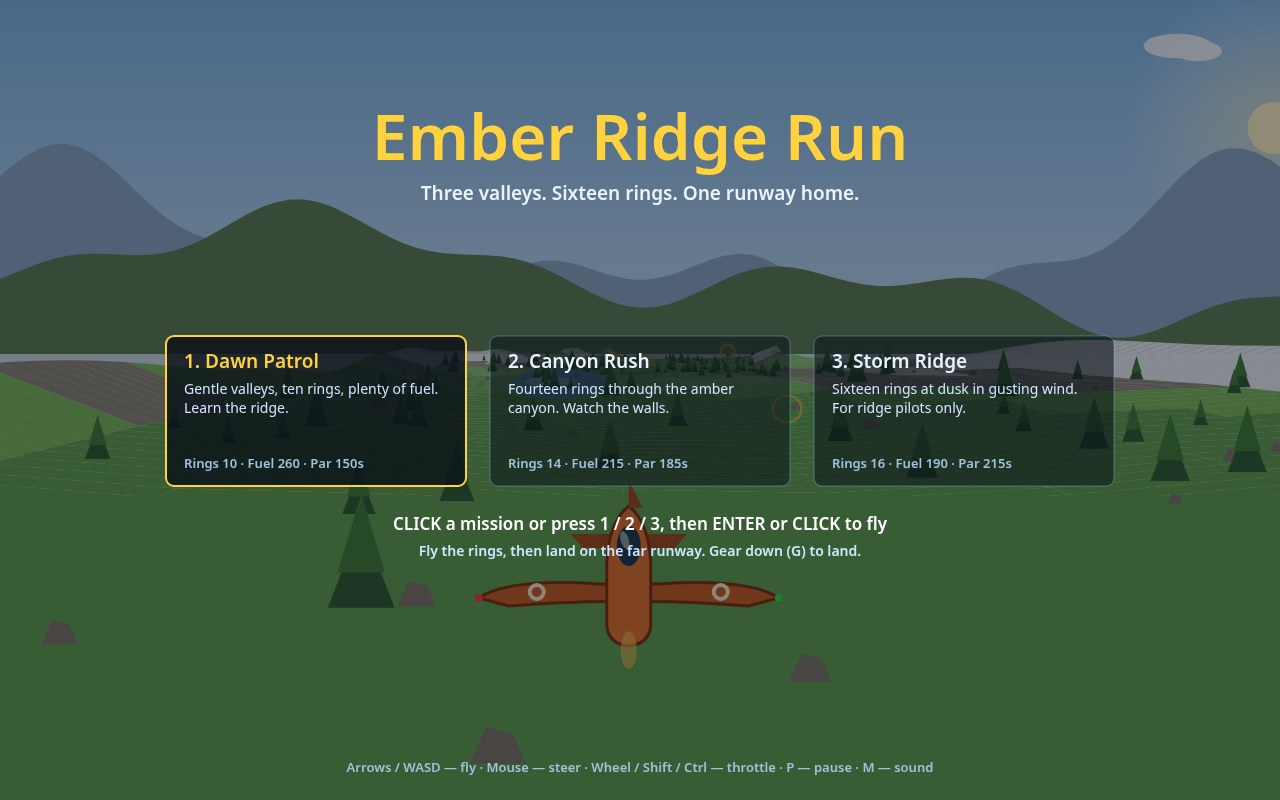 Ember Ridge Run
Three valleys. Sixteen rings. One runway home.
1. Dawn Patrol
Gentle valleys, ten rings, plenty of fuel.
Learn the ridge.
Rings 10 · Fuel 260 · Par 150s
2. Canyon Rush
Fourteen rings through the amber
canyon. Watch the walls.
Rings 14 · Fuel 215 · Par 185s
3. Storm Ridge
Sixteen rings at dusk in gusting wind.
For ridge pilots only.
Rings 16 · Fuel 190 · Par 215s
CLICK a mission or press 1 / 2 / 3, then ENTER or CLICK to fly
Fly the rings, then land on the far runway. Gear down (G) to land.
Arrows / WASD — fly · Mouse — steer · Wheel / Shift / Ctrl — throttle · P — pause · M — sound